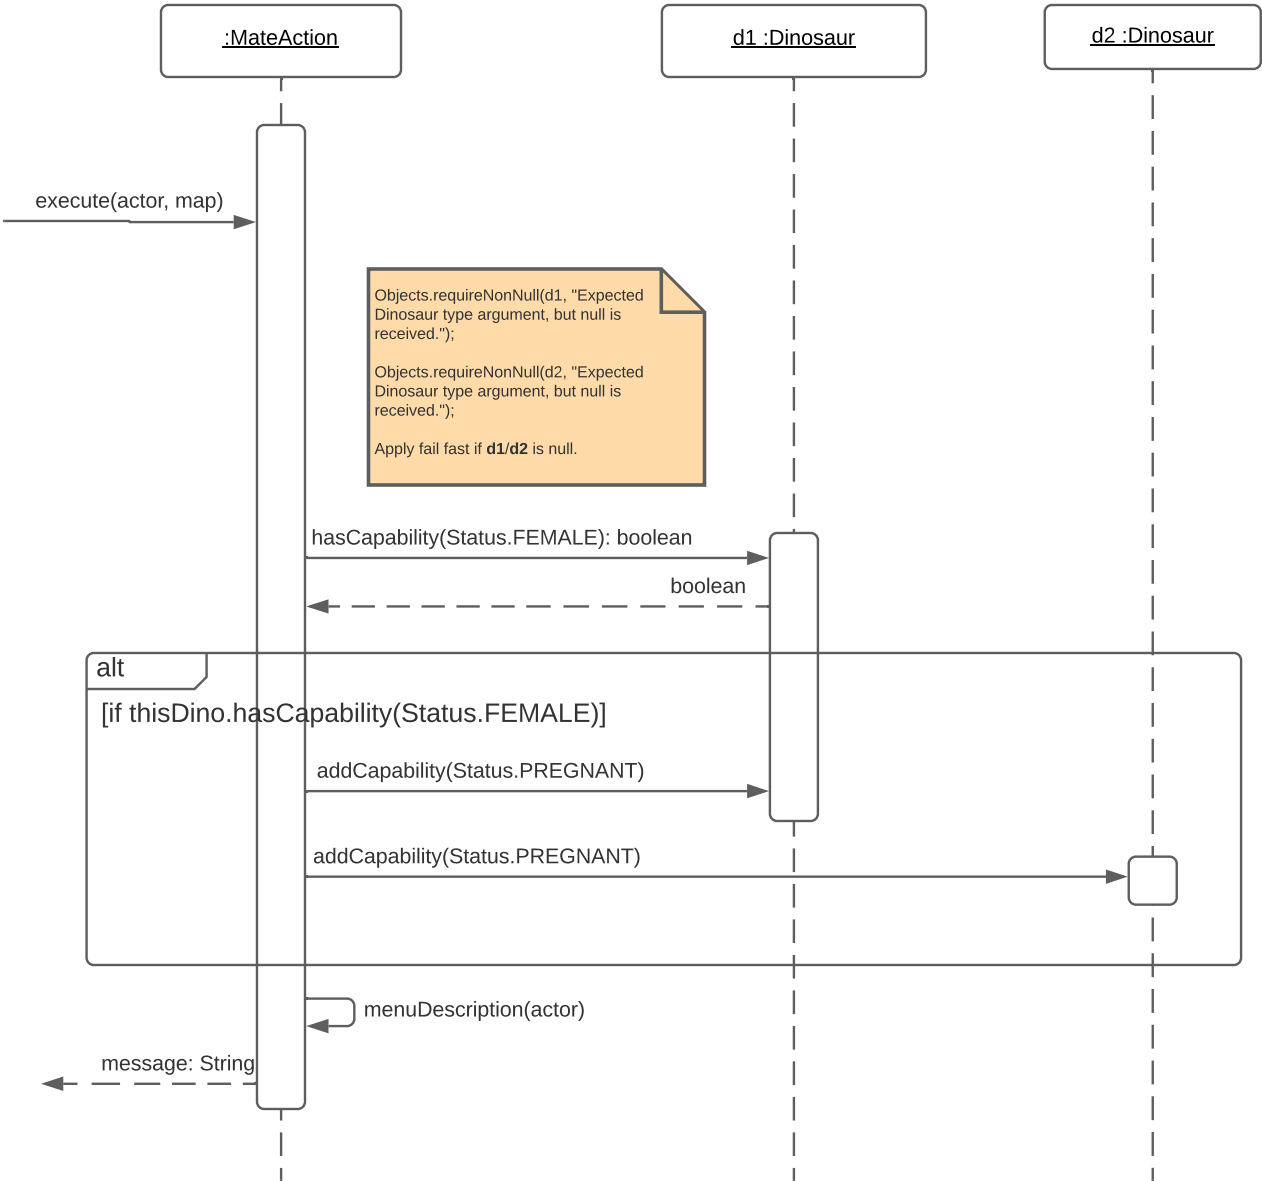 :MateAction
d1 :Dinosaur
d2 :Dinosaur
execute(actor, map)
Objects.requireNonNull(d1, "Expected
Dinosaur type argument, but null is
received.");
Objects.requireNonNull(d2, "Expected
Dinosaur type argument, but null is
received.");
Apply fail fast if d1/d2 is null.
hasCapability(Status.FEMALE): boolean
boolean
alt
[if thisDino.hasCapability(Status.FEMALE)]
addCapability(Status.PREGNANT)
addCapability(Status.PREGNANT)
menuDescription(actor)
message: String